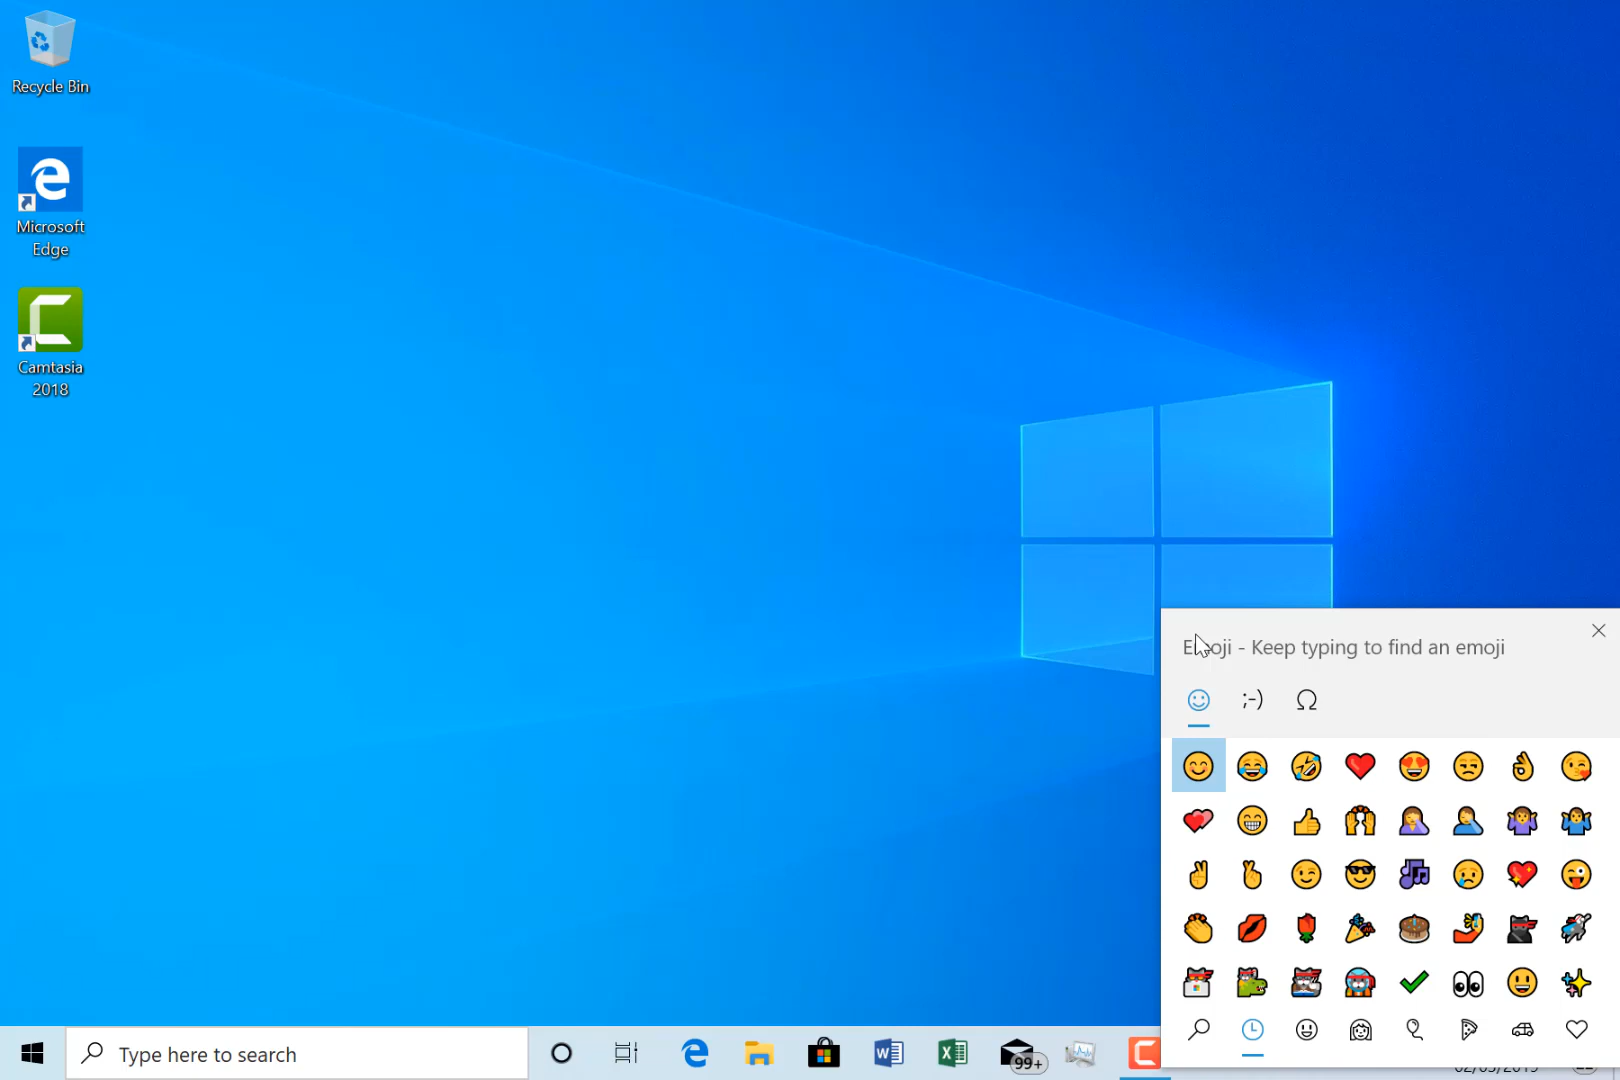 Recycle Bin
Microsoft
Edge
Camtasia
2018
Emoji - Keep typing to find an emoji
;-)
Ω
Type here to search
99+